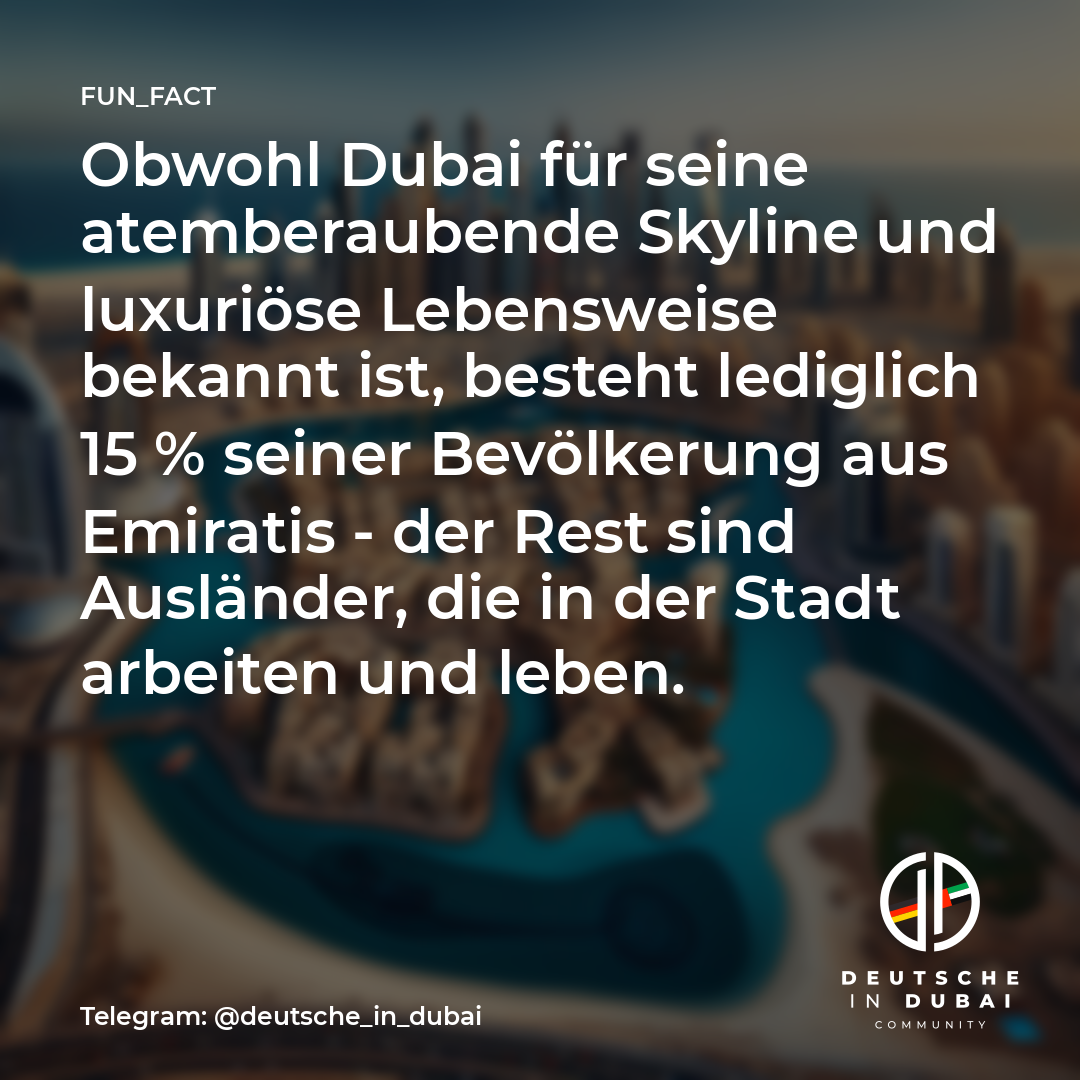 FUN_FACT
Obwohl Dubai für seine
atemberaubende Skyline und
luxuriöse Lebensweise
bekannt ist, besteht lediglich
15 % seiner Bevölkerung aus
Emiratis - der Rest sind
Ausländer, die in der Stadt
arbeiten und leben.
DEUTSCHE
IN DUBAI
COMMUNITY
Telegram: @deutsche_in_dubai